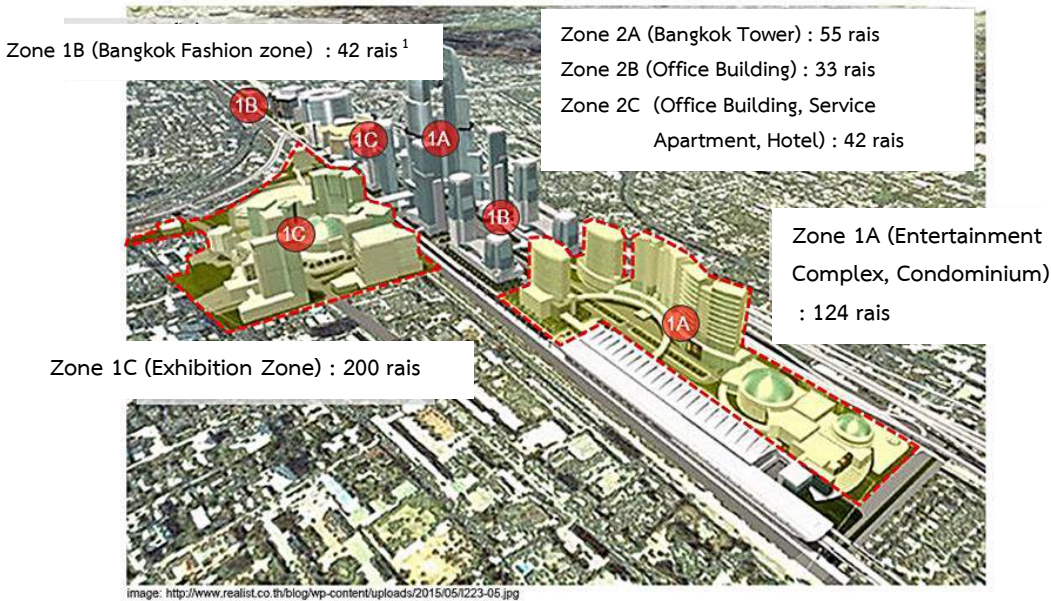 Zone 1B (Bangkok Fashion zone) : 42 rais 1
Zone 2A (Bangkok Tower) : 55 rais
Zone 2B (Office Building) : 33 rais
Zone 2C (Office Building, Service
Apartment, Hotel) : 42 rais
1B
1C
1A
1B
1C
1A
Zone 1A (Entertainment
Complex, Condominium)
: 124 rais
Zone 1C (Exhibition Zone) : 200 rais
image: http://www.realist.co.th/blog/wp-content/uploads/2015/05/I223-05.jpg